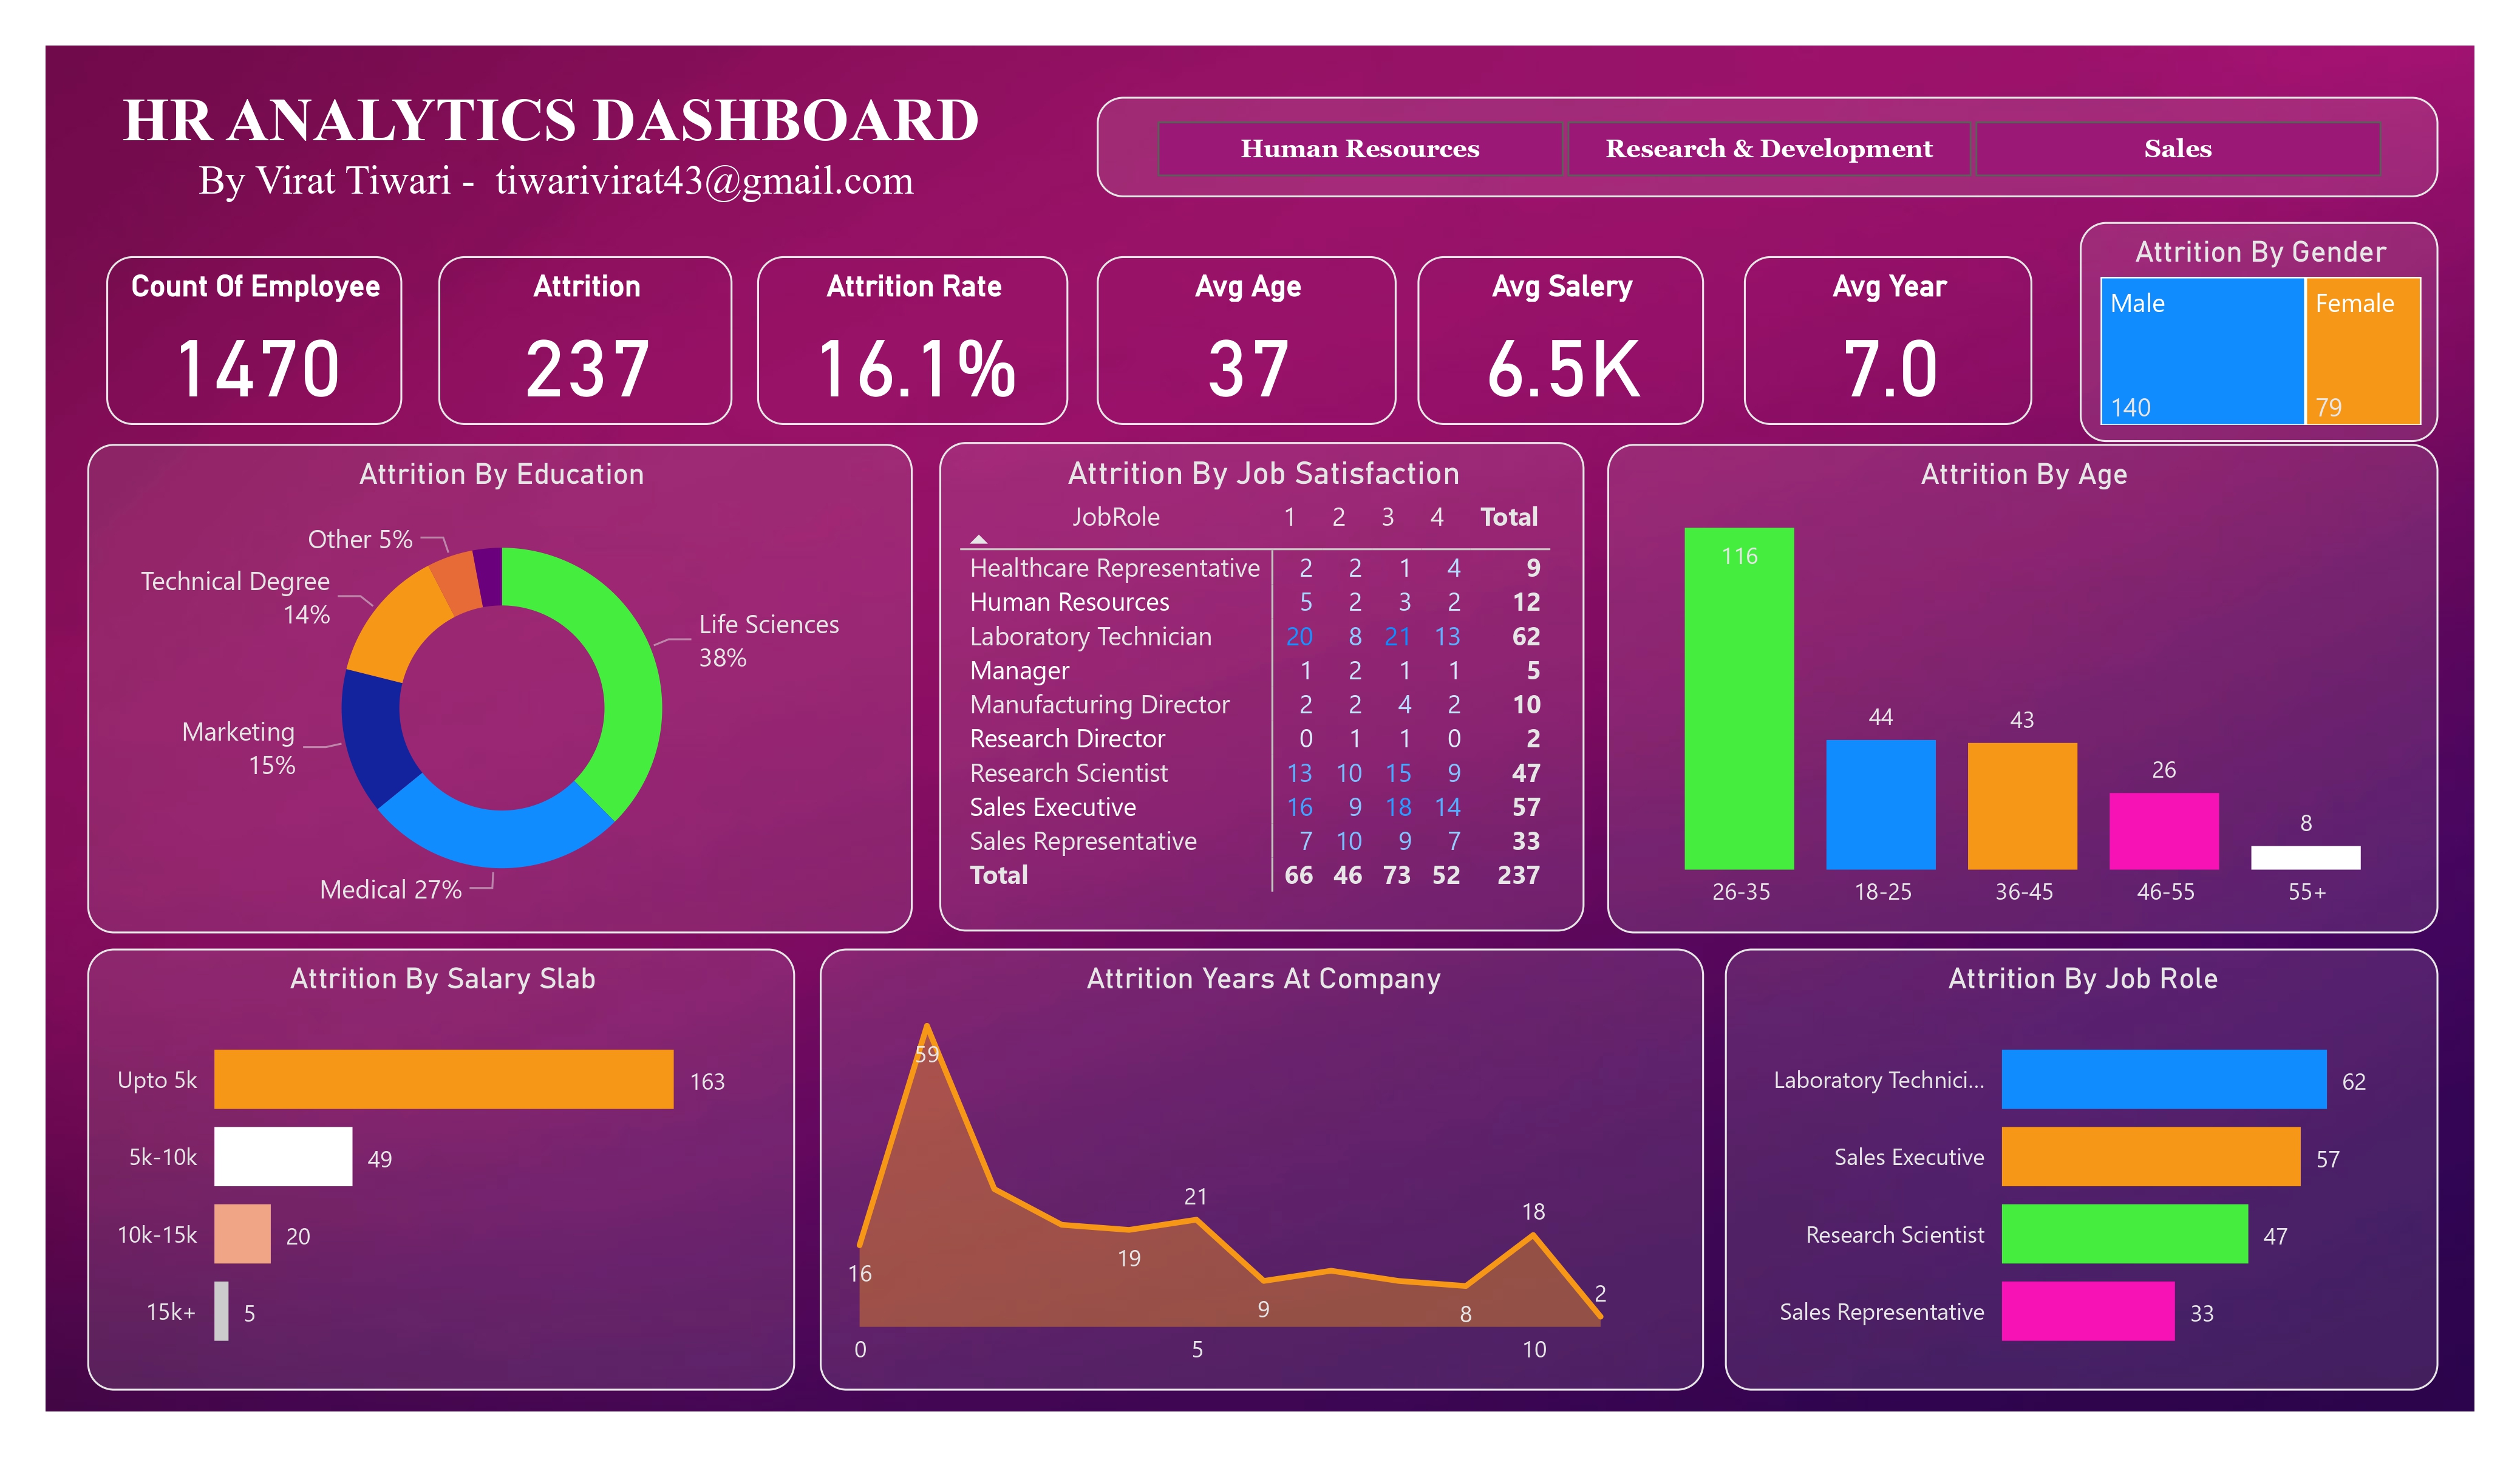 HR ANALYTICS DASHBOARD
By Virat Tiwari -  tiwarivirat43@gmail.com
Human Resources
Research & Development
Sales
Count Of Employee
1470
Attrition
237
Attrition Rate
16.1%
Avg Age
37
Avg Salery
6.5K
Avg Year
7.0
Attrition By Gender
Male
Female
140
79
Attrition By Education
Other 5%
Technical Degree
14%
Life Sciences
38%
Marketing
15%
Medical 27%
Attrition By Job Satisfaction
JobRole 1 2 3 4 Total
Healthcare Representative 2 2 1 4 9
Human Resources 5 2 3 2 12
Laboratory Technician 20 8 21 13 62
Manager 1 2 1 1 5
Manufacturing Director 2 2 4 2 10
Research Director 0 1 1 0 2
Research Scientist 13 10 15 9 47
Sales Executive 16 9 18 14 57
Sales Representative 7 10 9 7 33
Total 66 46 73 52 237
Attrition By Age
116
44
43
26
8
26-35 18-25 36-45 46-55 55+
Attrition By Salary Slab
Upto 5k 163
5k-10k 49
10k-15k 20
15k+ 5
Attrition Years At Company
59
16
19
21
9
8
18
2
0 5 10
Attrition By Job Role
Laboratory Technici... 62
Sales Executive 57
Research Scientist 47
Sales Representative 33